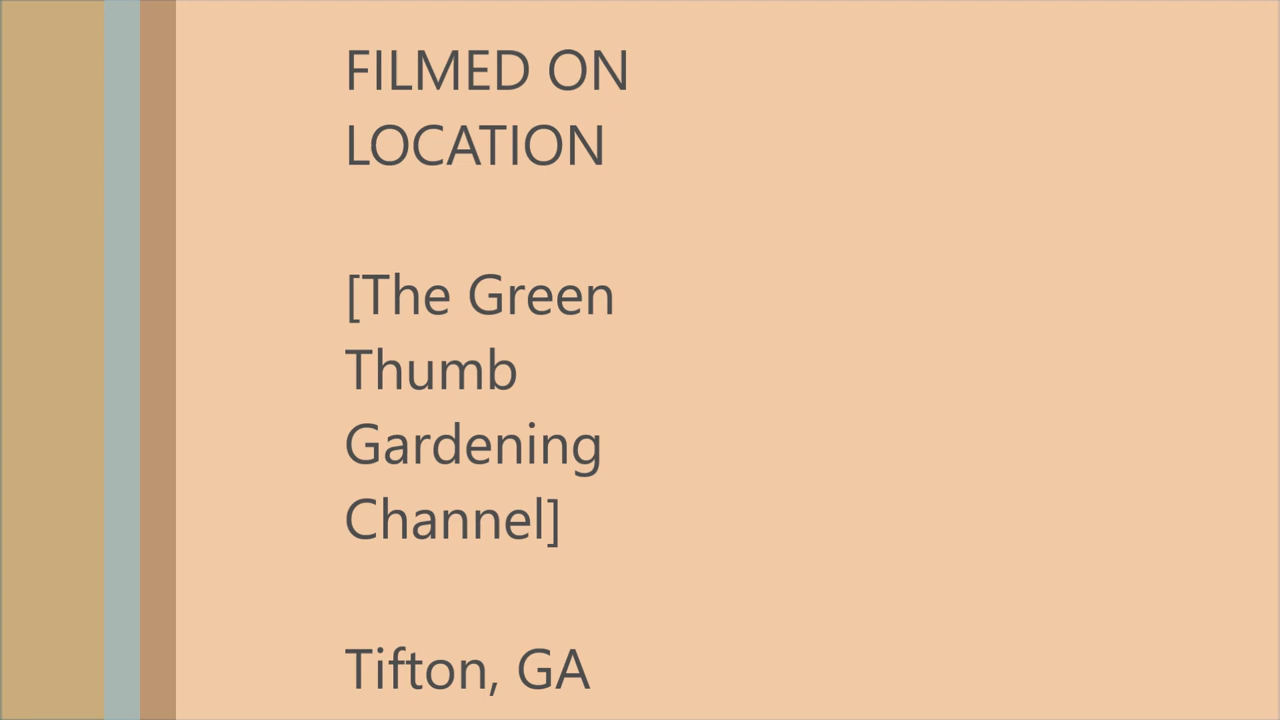 FILMED ON
LOCATION
[The Green
Thumb
Gardening
Channel]
Tifton, GA